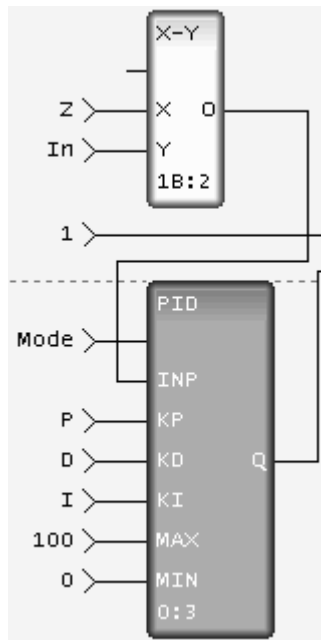 X-Y
Z X O
In Y
1B:2
1
PID
Mode
INP
P KP
D KD Q
I KI
100 MAX
0 MIN
0:3